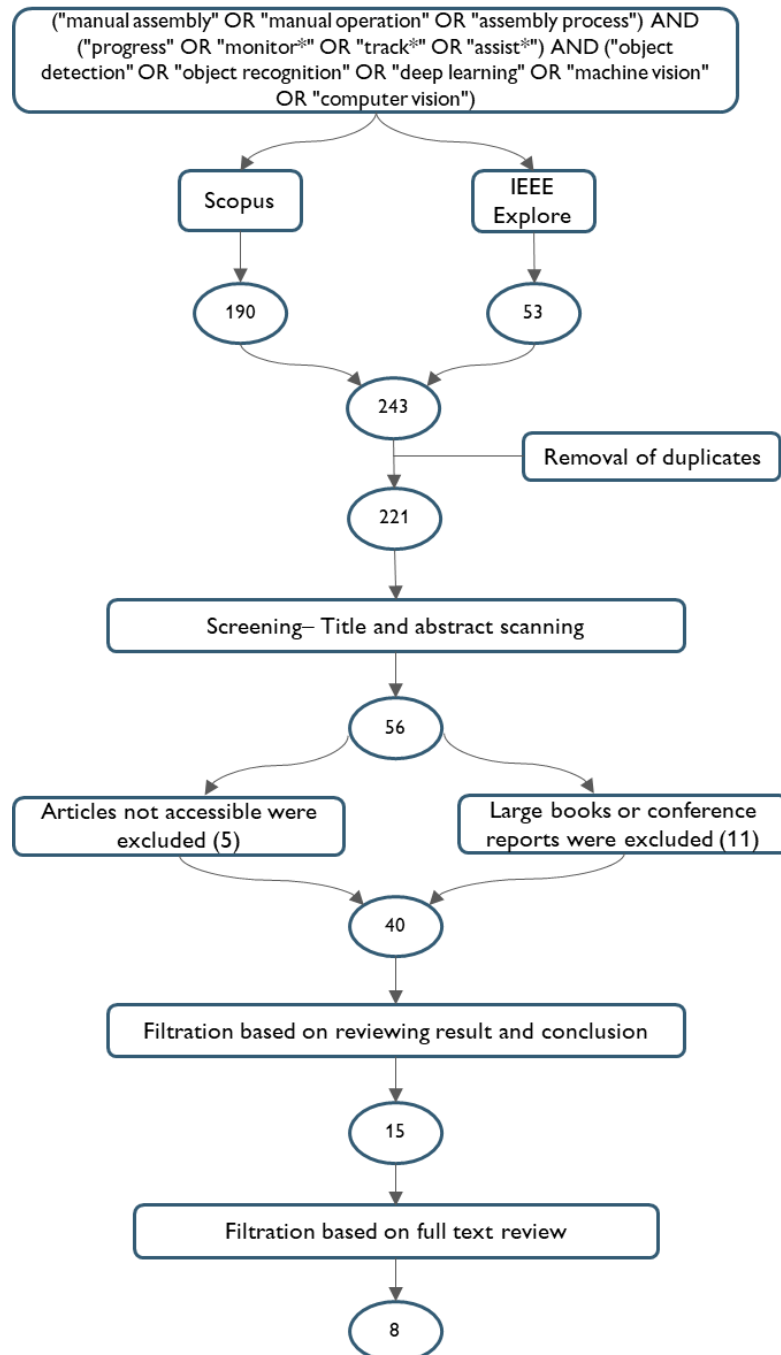 ("manual assembly" OR "manual operation" OR "assembly process") AND
("progress" OR "monitor*" OR "track*" OR "assist*") AND ("object
detection" OR "object recognition" OR "deep learning" OR "machine vision"
OR "computer vision")
Scopus
IEEE
Explore
190
53
243
Removal of duplicates
221
Screening– Title and abstract scanning
56
Articles not accessible were
excluded (5)
Large books or conference
reports were excluded (11)
40
Filtration based on reviewing result and conclusion
15
Filtration based on full text review
8